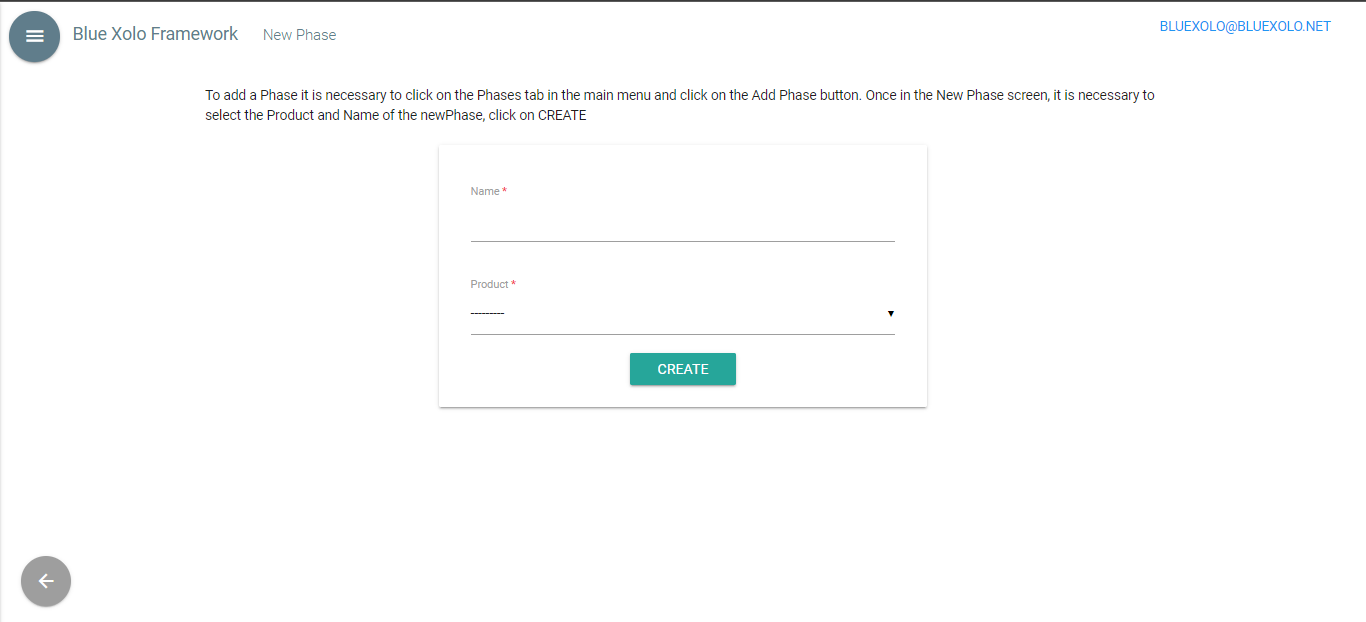 Blue Xolo Framework New Phase
BLUEXOLO@BLUEXOLO.NET
To add a Phase it is necessary to click on the Phases tab in the main menu and click on the Add Phase button. Once in the New Phase screen, it is necessary to
select the Product and Name of the newPhase, click on CREATE
Name *
Product *
---------
CREATE